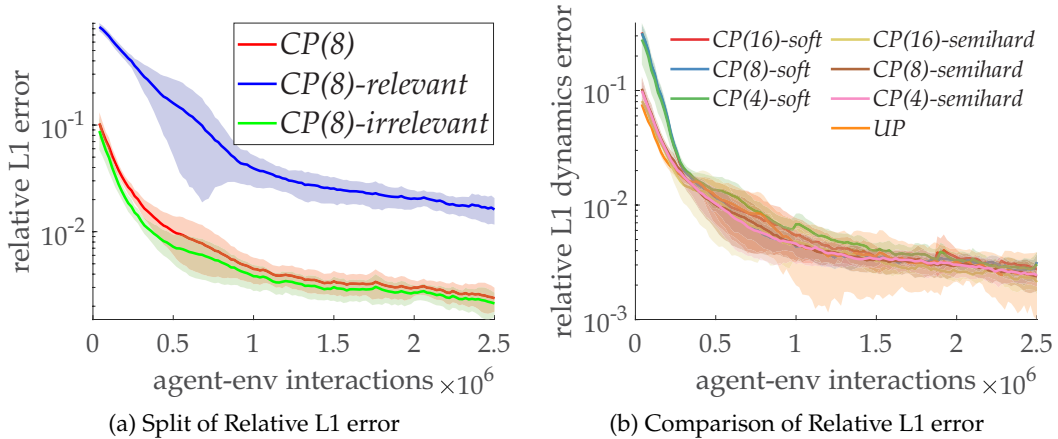 relative L1 error
10⁻¹
10⁻²
CP(8)
CP(8)-relevant
CP(8)-irrelevant
0 0.5 1 1.5 2 2.5
agent-env interactions ×10⁶
(a) Split of Relative L1 error
relative L1 dynamics error
10⁻¹
10⁻²
10⁻³
CP(16)-soft CP(16)-semihard
CP(8)-soft CP(8)-semihard
CP(4)-soft CP(4)-semihard
UP
0 0.5 1 1.5 2 2.5
agent-env interactions ×10⁶
(b) Comparison of Relative L1 error